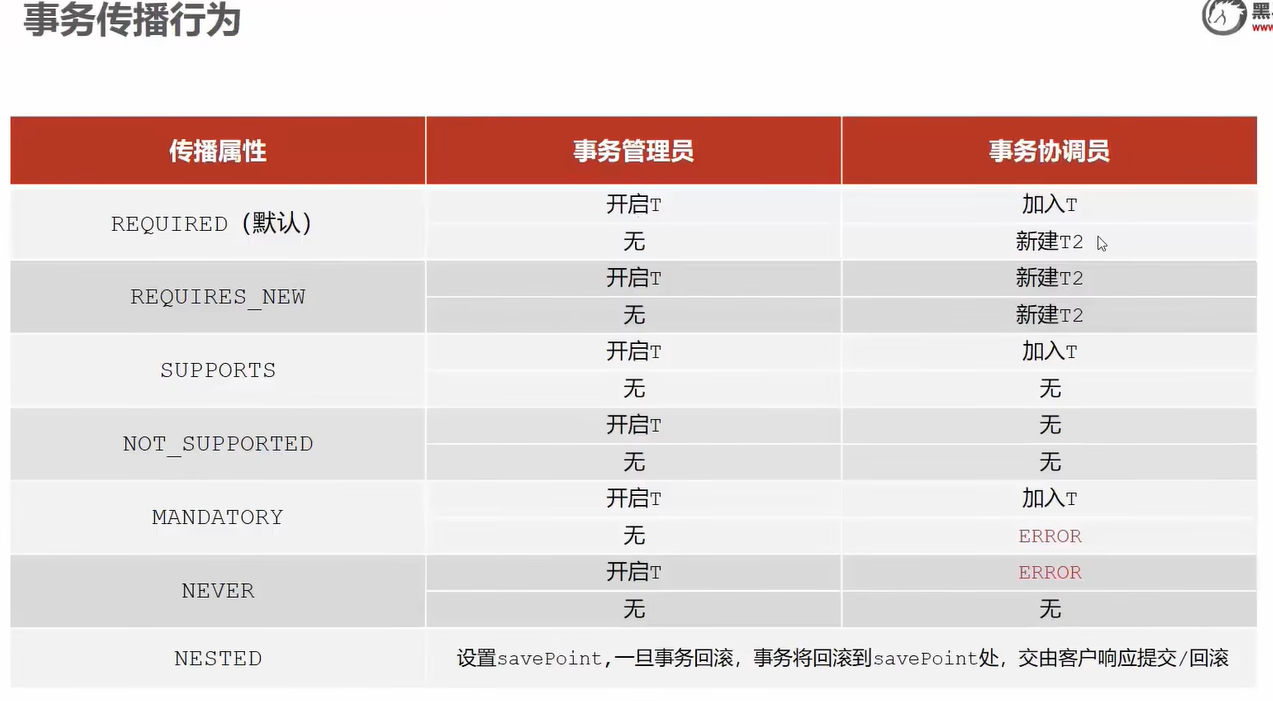 事务传播行为
黑
www
传播属性 事务管理员 事务协调员
REQUIRED（默认） 开启T 加入T
无 新建T2
REQUIRES_NEW 开启T 新建T2
无 新建T2
SUPPORTS 开启T 加入T
无 无
NOT_SUPPORTED 开启T 无
无 无
MANDATORY 开启T 加入T
无 ERROR
NEVER 开启T ERROR
无 无
NESTED 设置savePoint,一旦事务回滚，事务将回滚到savePoint处，交由客户响应提交/回滚